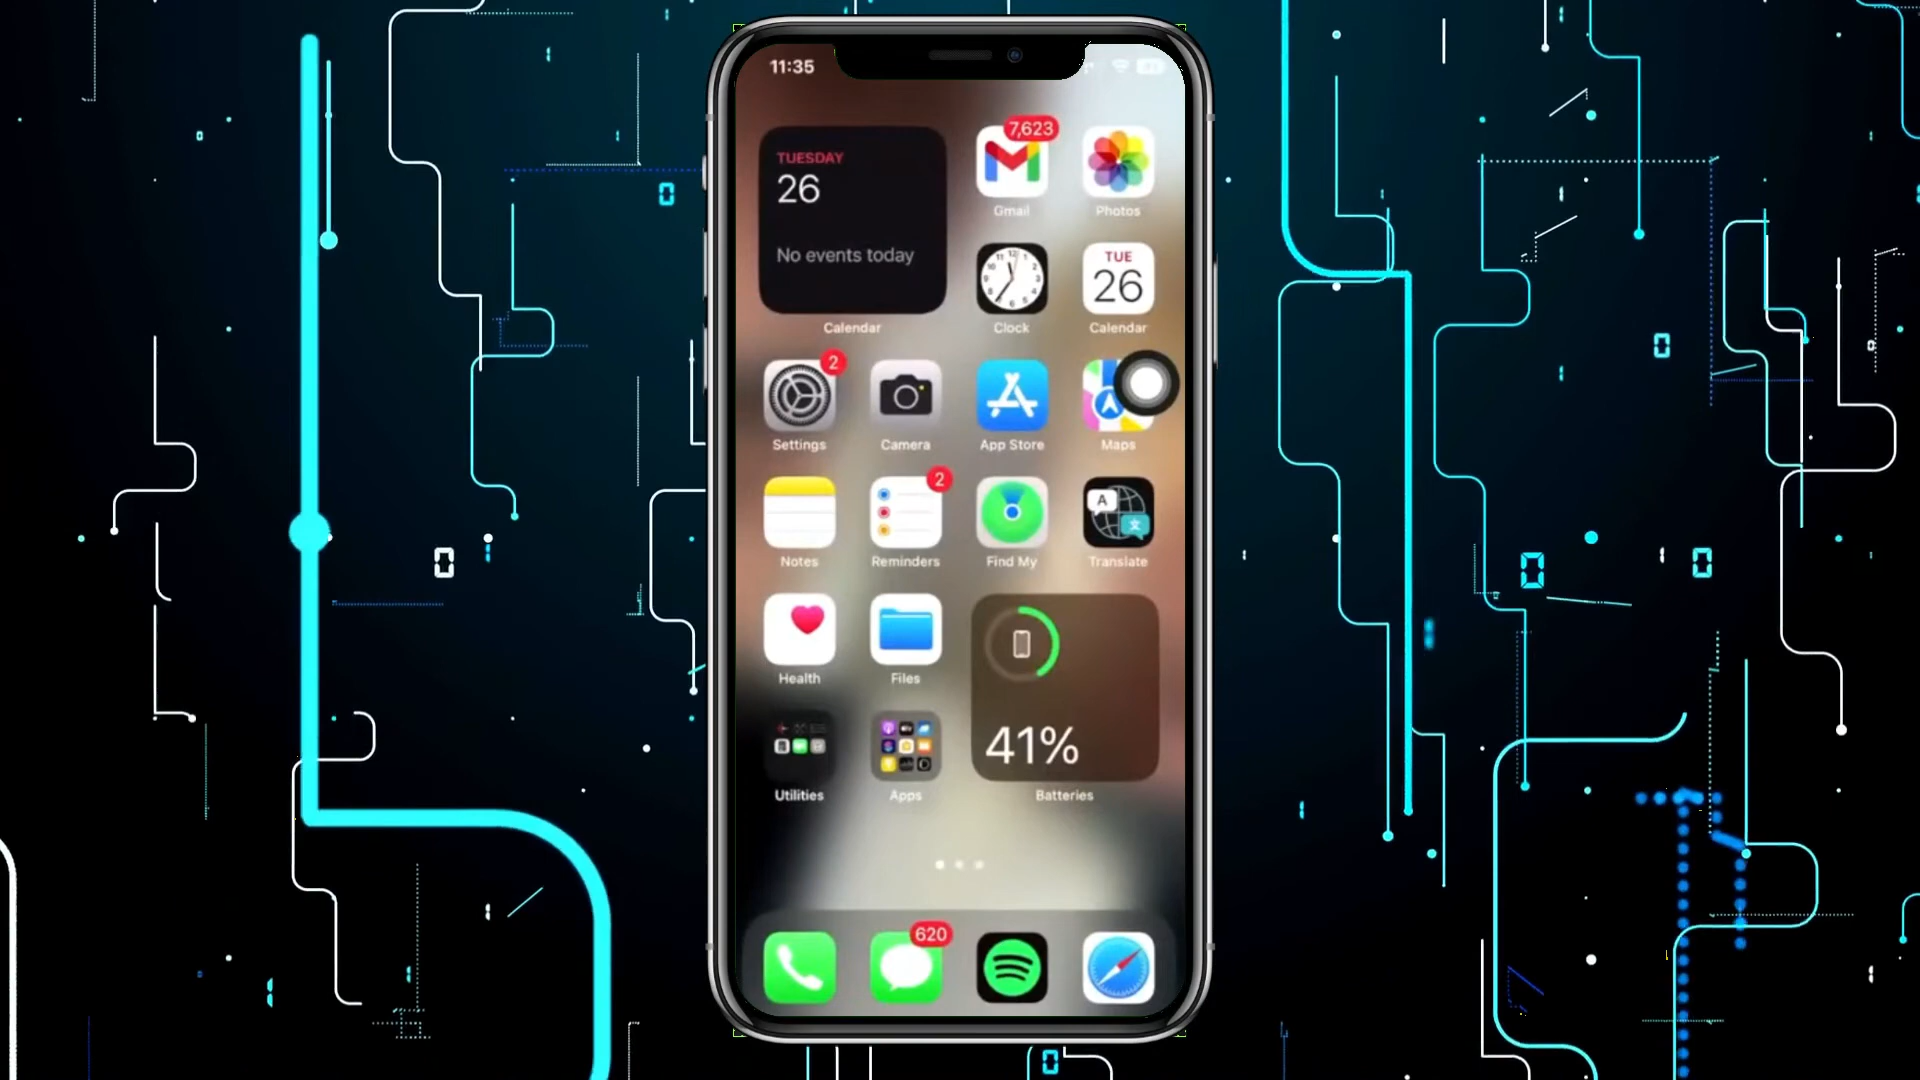 11:35
TUESDAY
26
No events today
Calendar
7,623
Gmail
Photos
Clock
TUE
26
Calendar
2
Settings
Camera
App Store
Maps
Notes
2
Reminders
Find My
A
文
Translate
Health
Files
41%
Utilities
Apps
Batteries
620